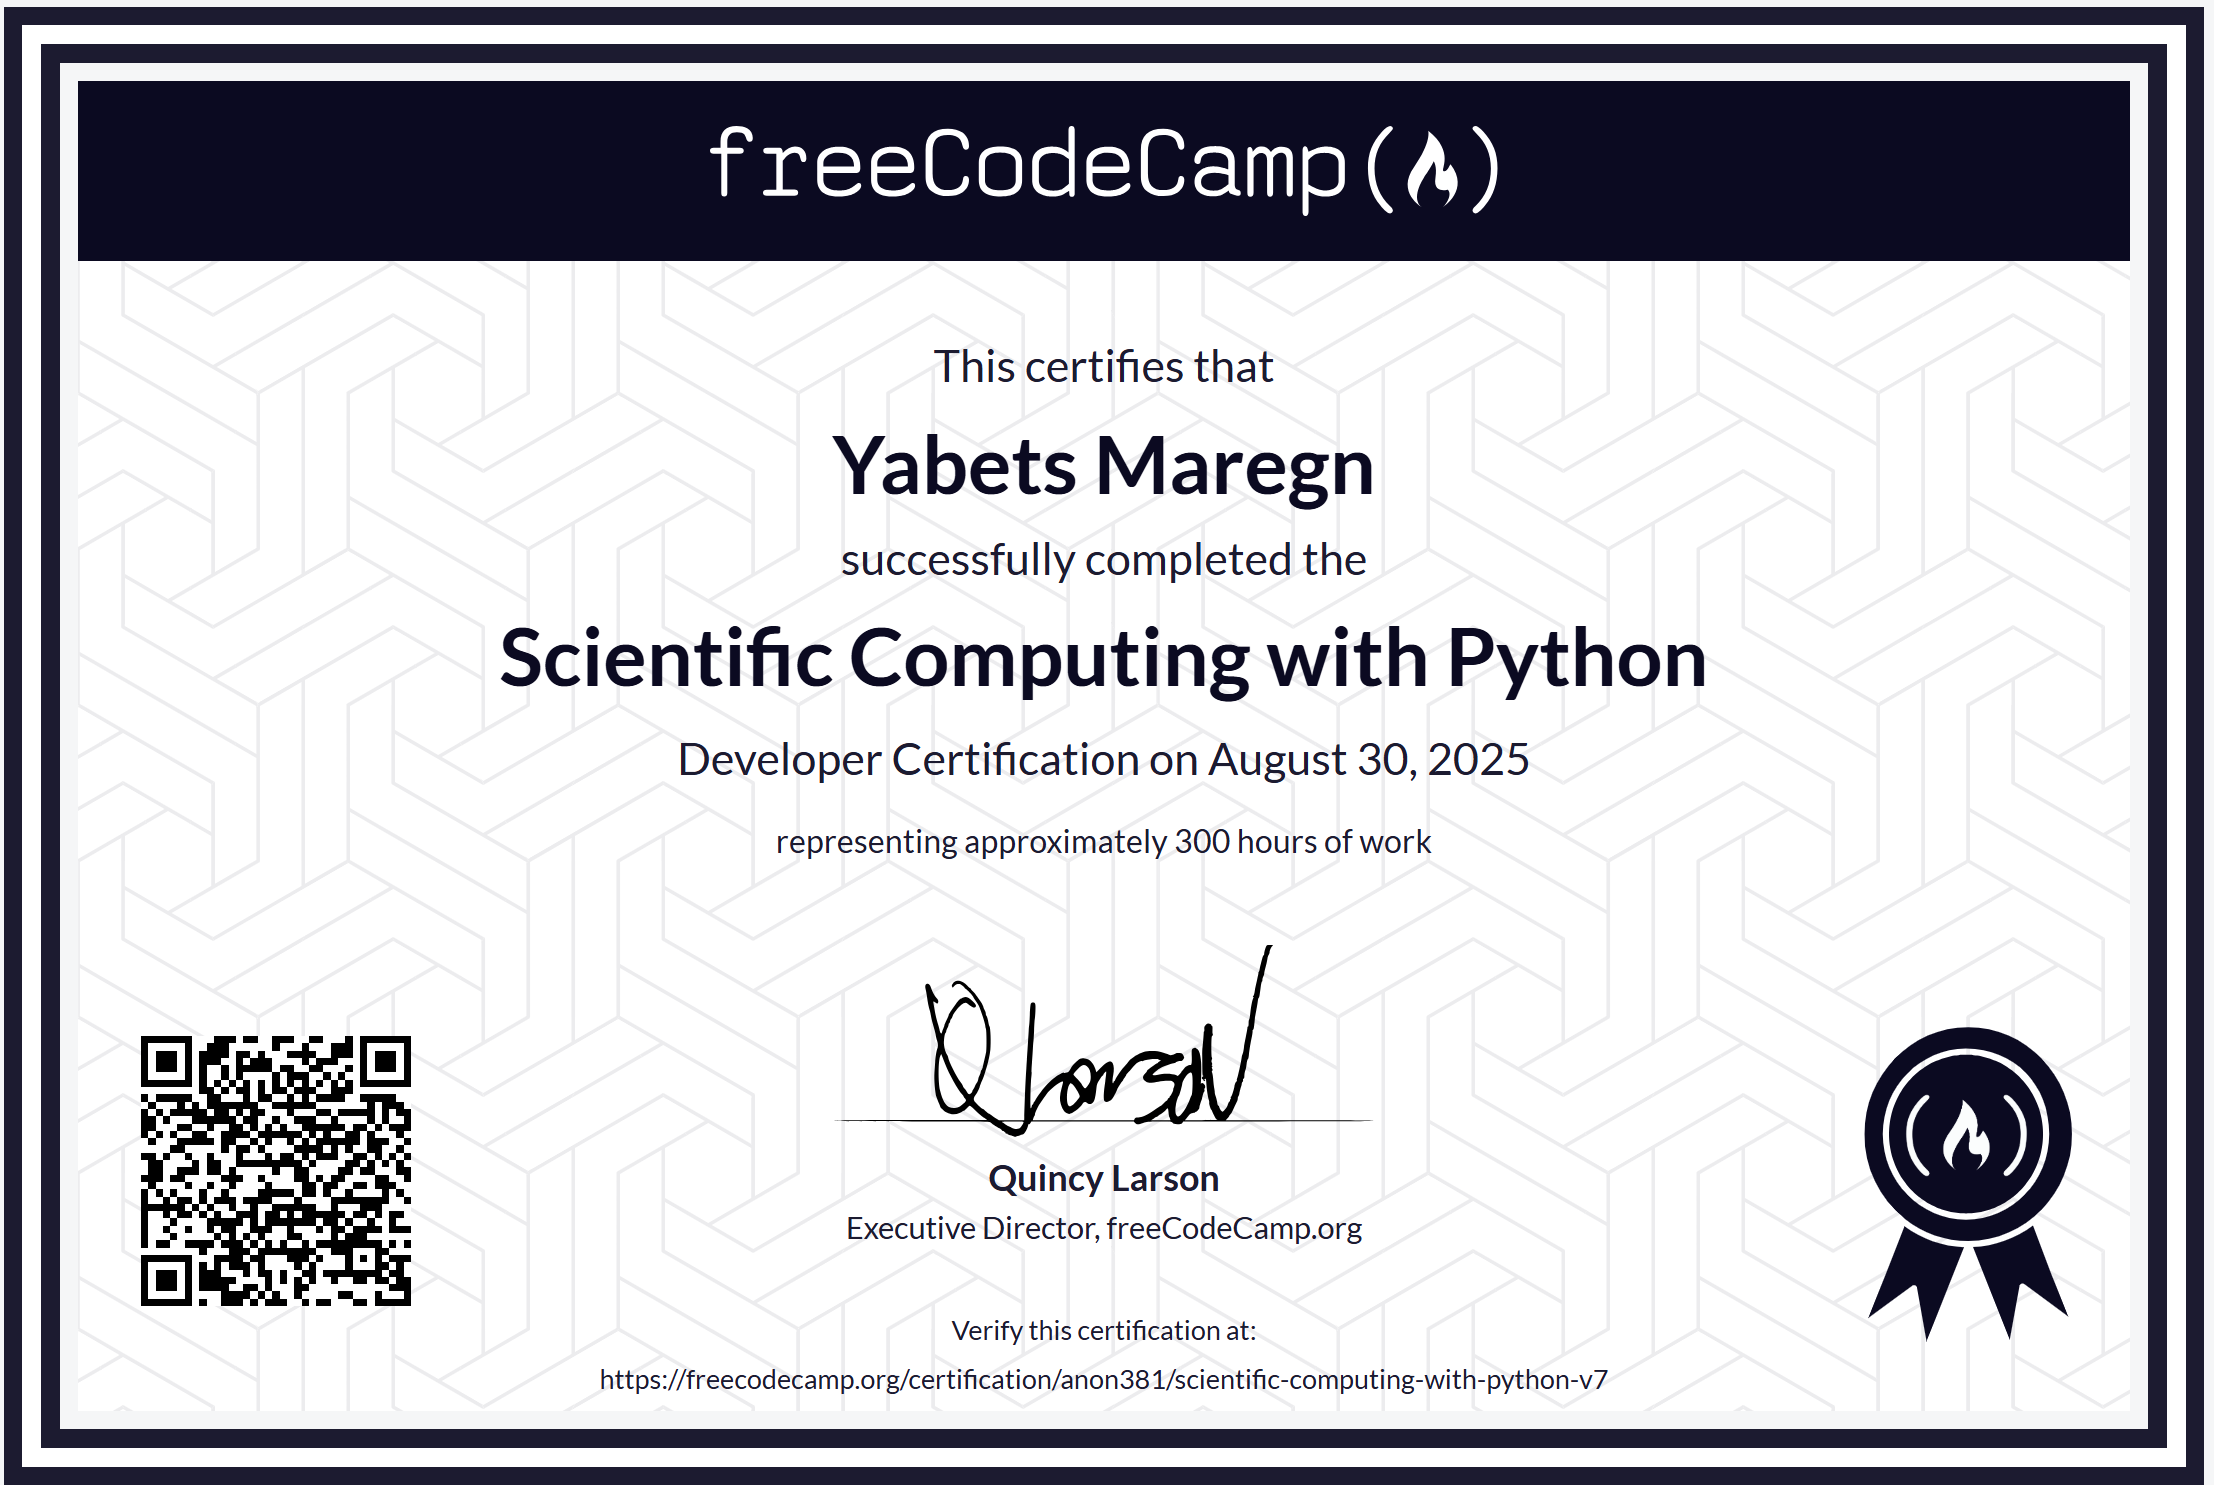 freeCodeCamp(🔥)
This certifies that
Yabets Maregn
successfully completed the
Scientific Computing with Python
Developer Certification on August 30, 2025
representing approximately 300 hours of work
Q Larson
Quincy Larson
Executive Director, freeCodeCamp.org
Verify this certification at:
https://freecodecamp.org/certification/anon381/scientific-computing-with-python-v7